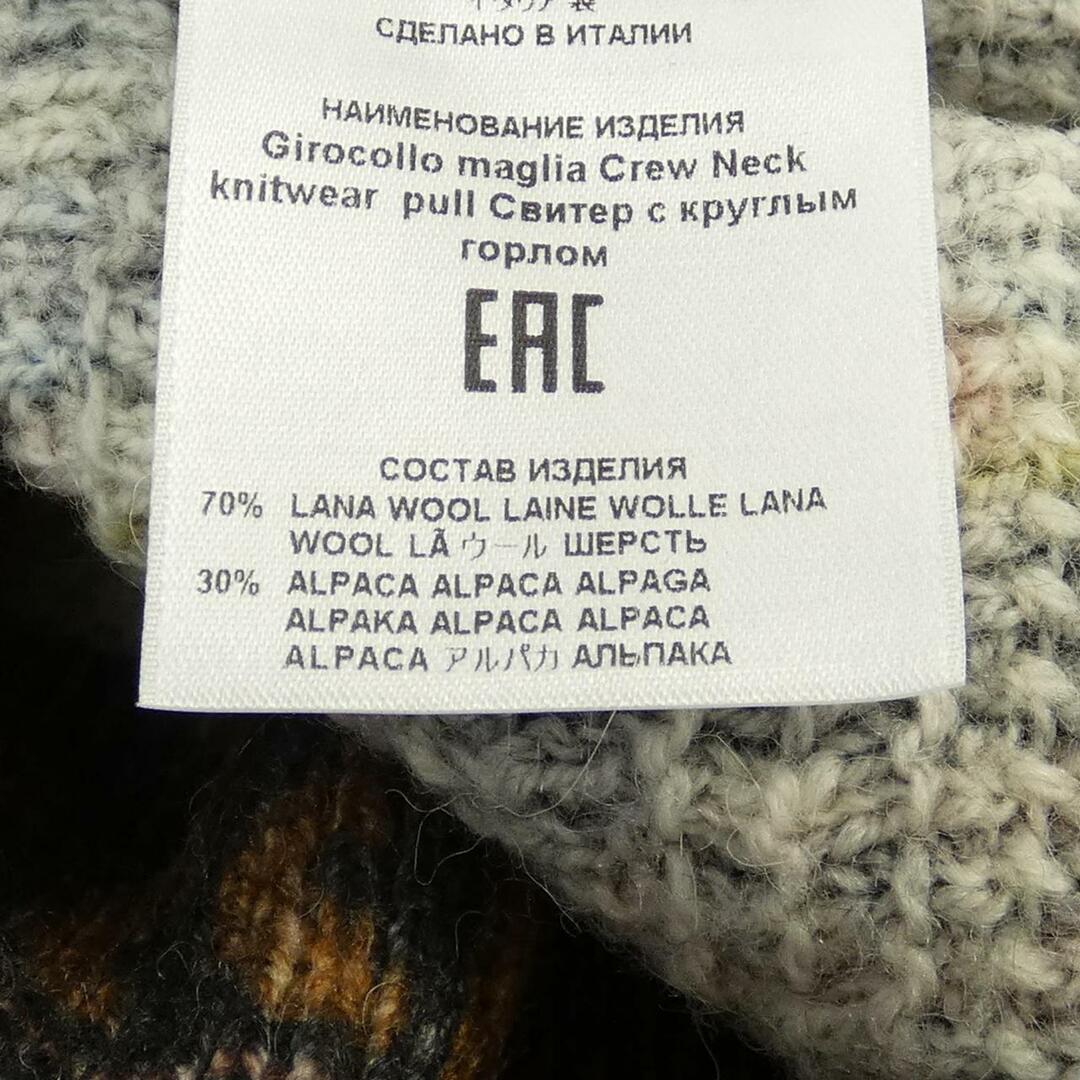 СДЕЛАНО В ИТАЛИИ
НАИМЕНОВАНИЕ ИЗДЕЛИЯ
Girocollo maglia Crew Neck
knitwear pull Свитер с круглым
горлом
EAC
СОСТАВ ИЗДЕЛИЯ
70% LANA WOOL LAINE WOLLE LANA
WOOL LÃ ウール ШЕРСТЬ
30% ALPACA ALPACA ALPAGA
ALPAKA ALPACA ALPACA
ALPACA アルパカ АЛЬПАКА